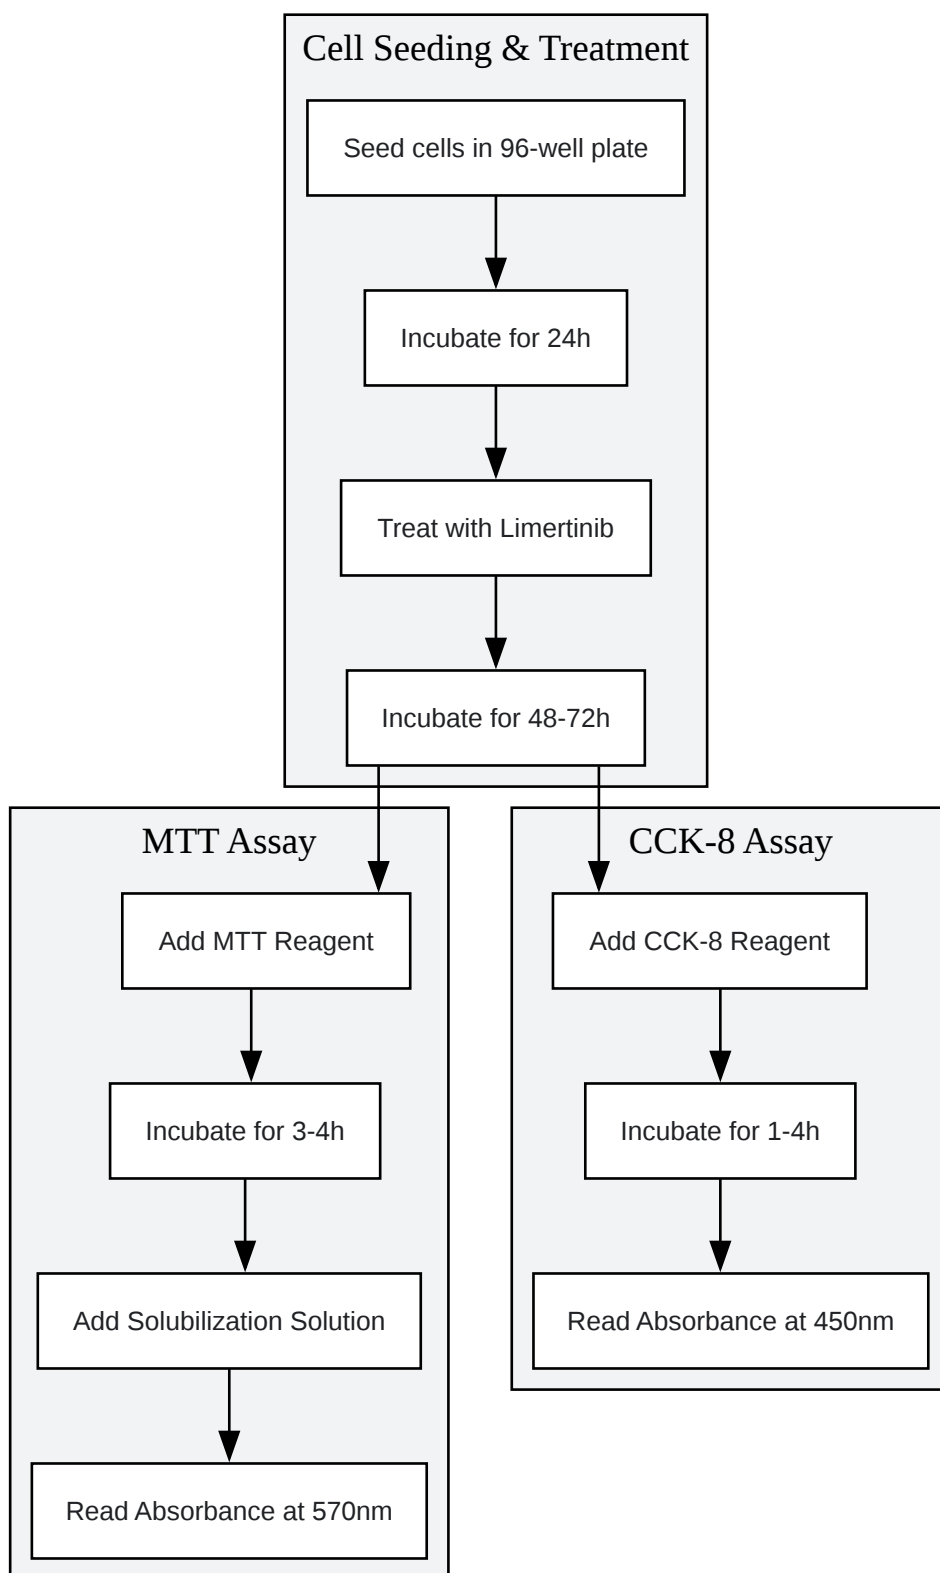 Cell Seeding & Treatment
Seed cells in 96-well plate
Incubate for 24h
Treat with Limertinib
Incubate for 48-72h
MTT Assay
Add MTT Reagent
Incubate for 3-4h
Add Solubilization Solution
Read Absorbance at 570nm
CCK-8 Assay
Add CCK-8 Reagent
Incubate for 1-4h
Read Absorbance at 450nm